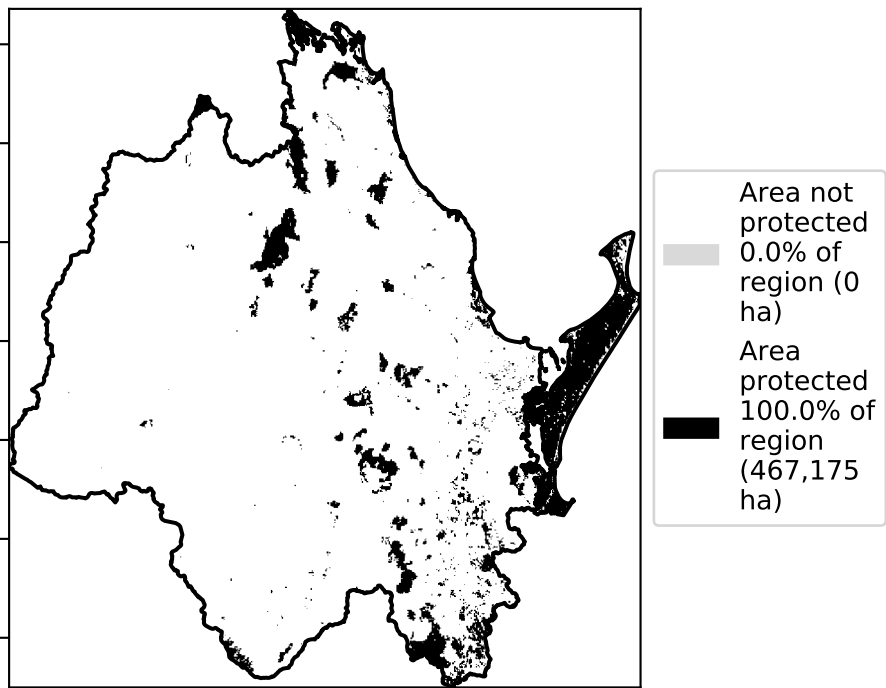 Area not
protected
0.0% of
region (0
ha)
Area
protected
100.0% of
region
(467,175
ha)